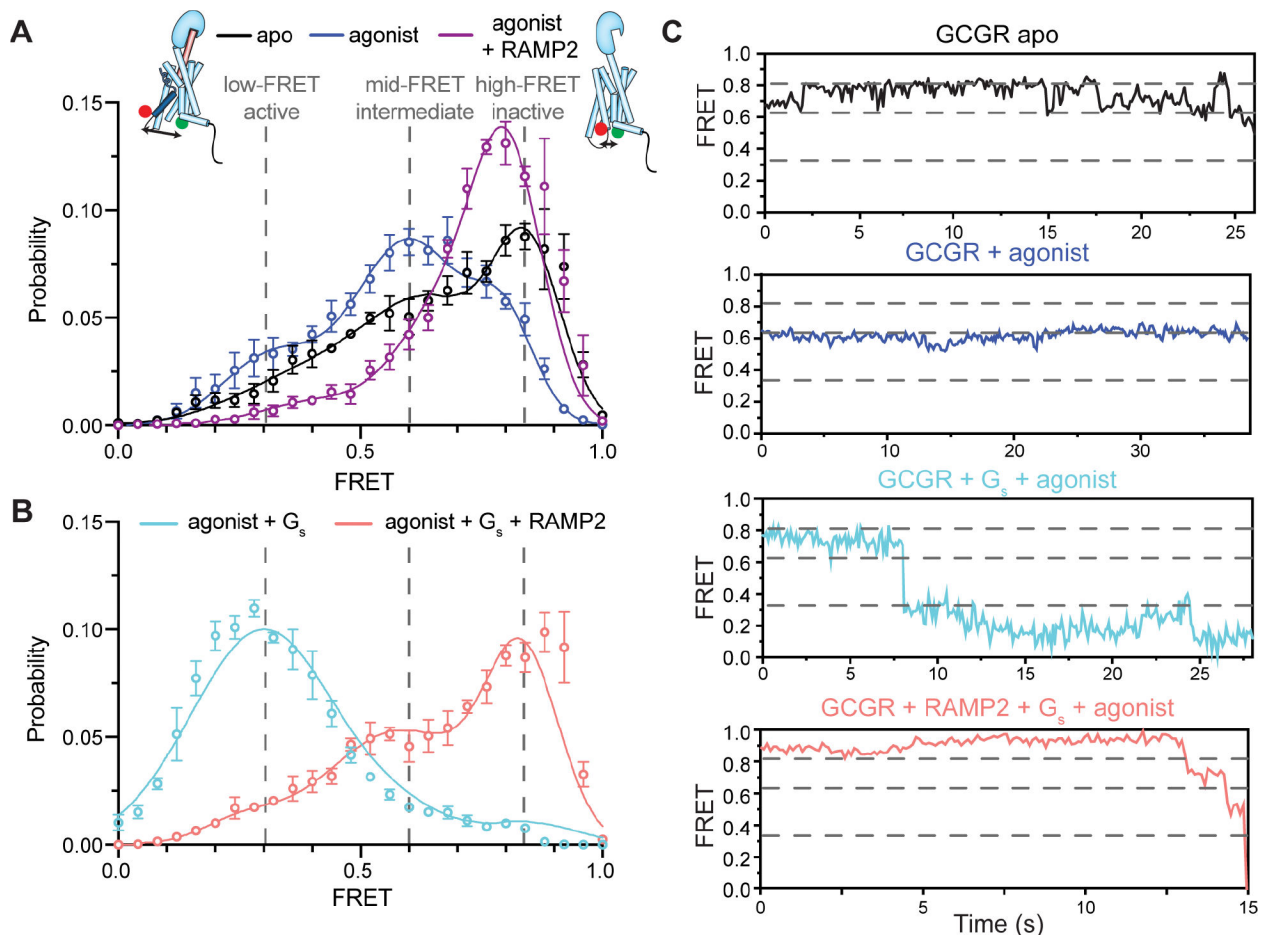 A
apo
agonist
agonist
+ RAMP2
low-FRET
active
mid-FRET
intermediate
high-FRET
inactive
0.15
0.10
0.05
0.00
Probability
0.0
0.5
1.0
FRET
B
agonist + Gs
agonist + Gs + RAMP2
0.15
0.10
0.05
0.00
Probability
0.0
0.5
1.0
FRET
C
GCGR apo
1.0
0.8
0.6
0.4
0.2
0.0
FRET
0
5
10
15
20
25
GCGR + agonist
1.0
0.8
0.6
0.4
0.2
0.0
FRET
0
10
20
30
GCGR + Gs + agonist
1.0
0.8
0.6
0.4
0.2
0.0
FRET
0
5
10
15
20
25
GCGR + RAMP2 + Gs + agonist
1.0
0.8
0.6
0.4
0.2
0.0
FRET
0
5
10
15
Time (s)